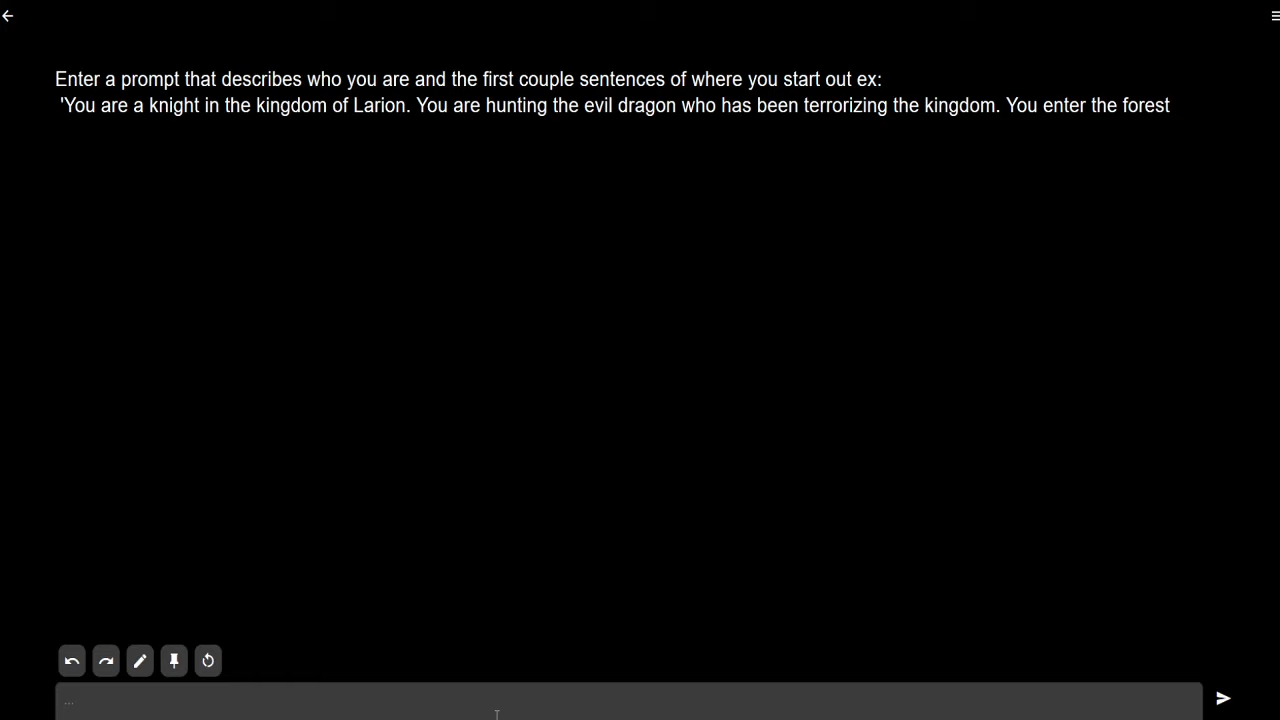 Enter a prompt that describes who you are and the first couple sentences of where you start out ex:
'You are a knight in the kingdom of Larion. You are hunting the evil dragon who has been terrorizing the kingdom. You enter the forest
...